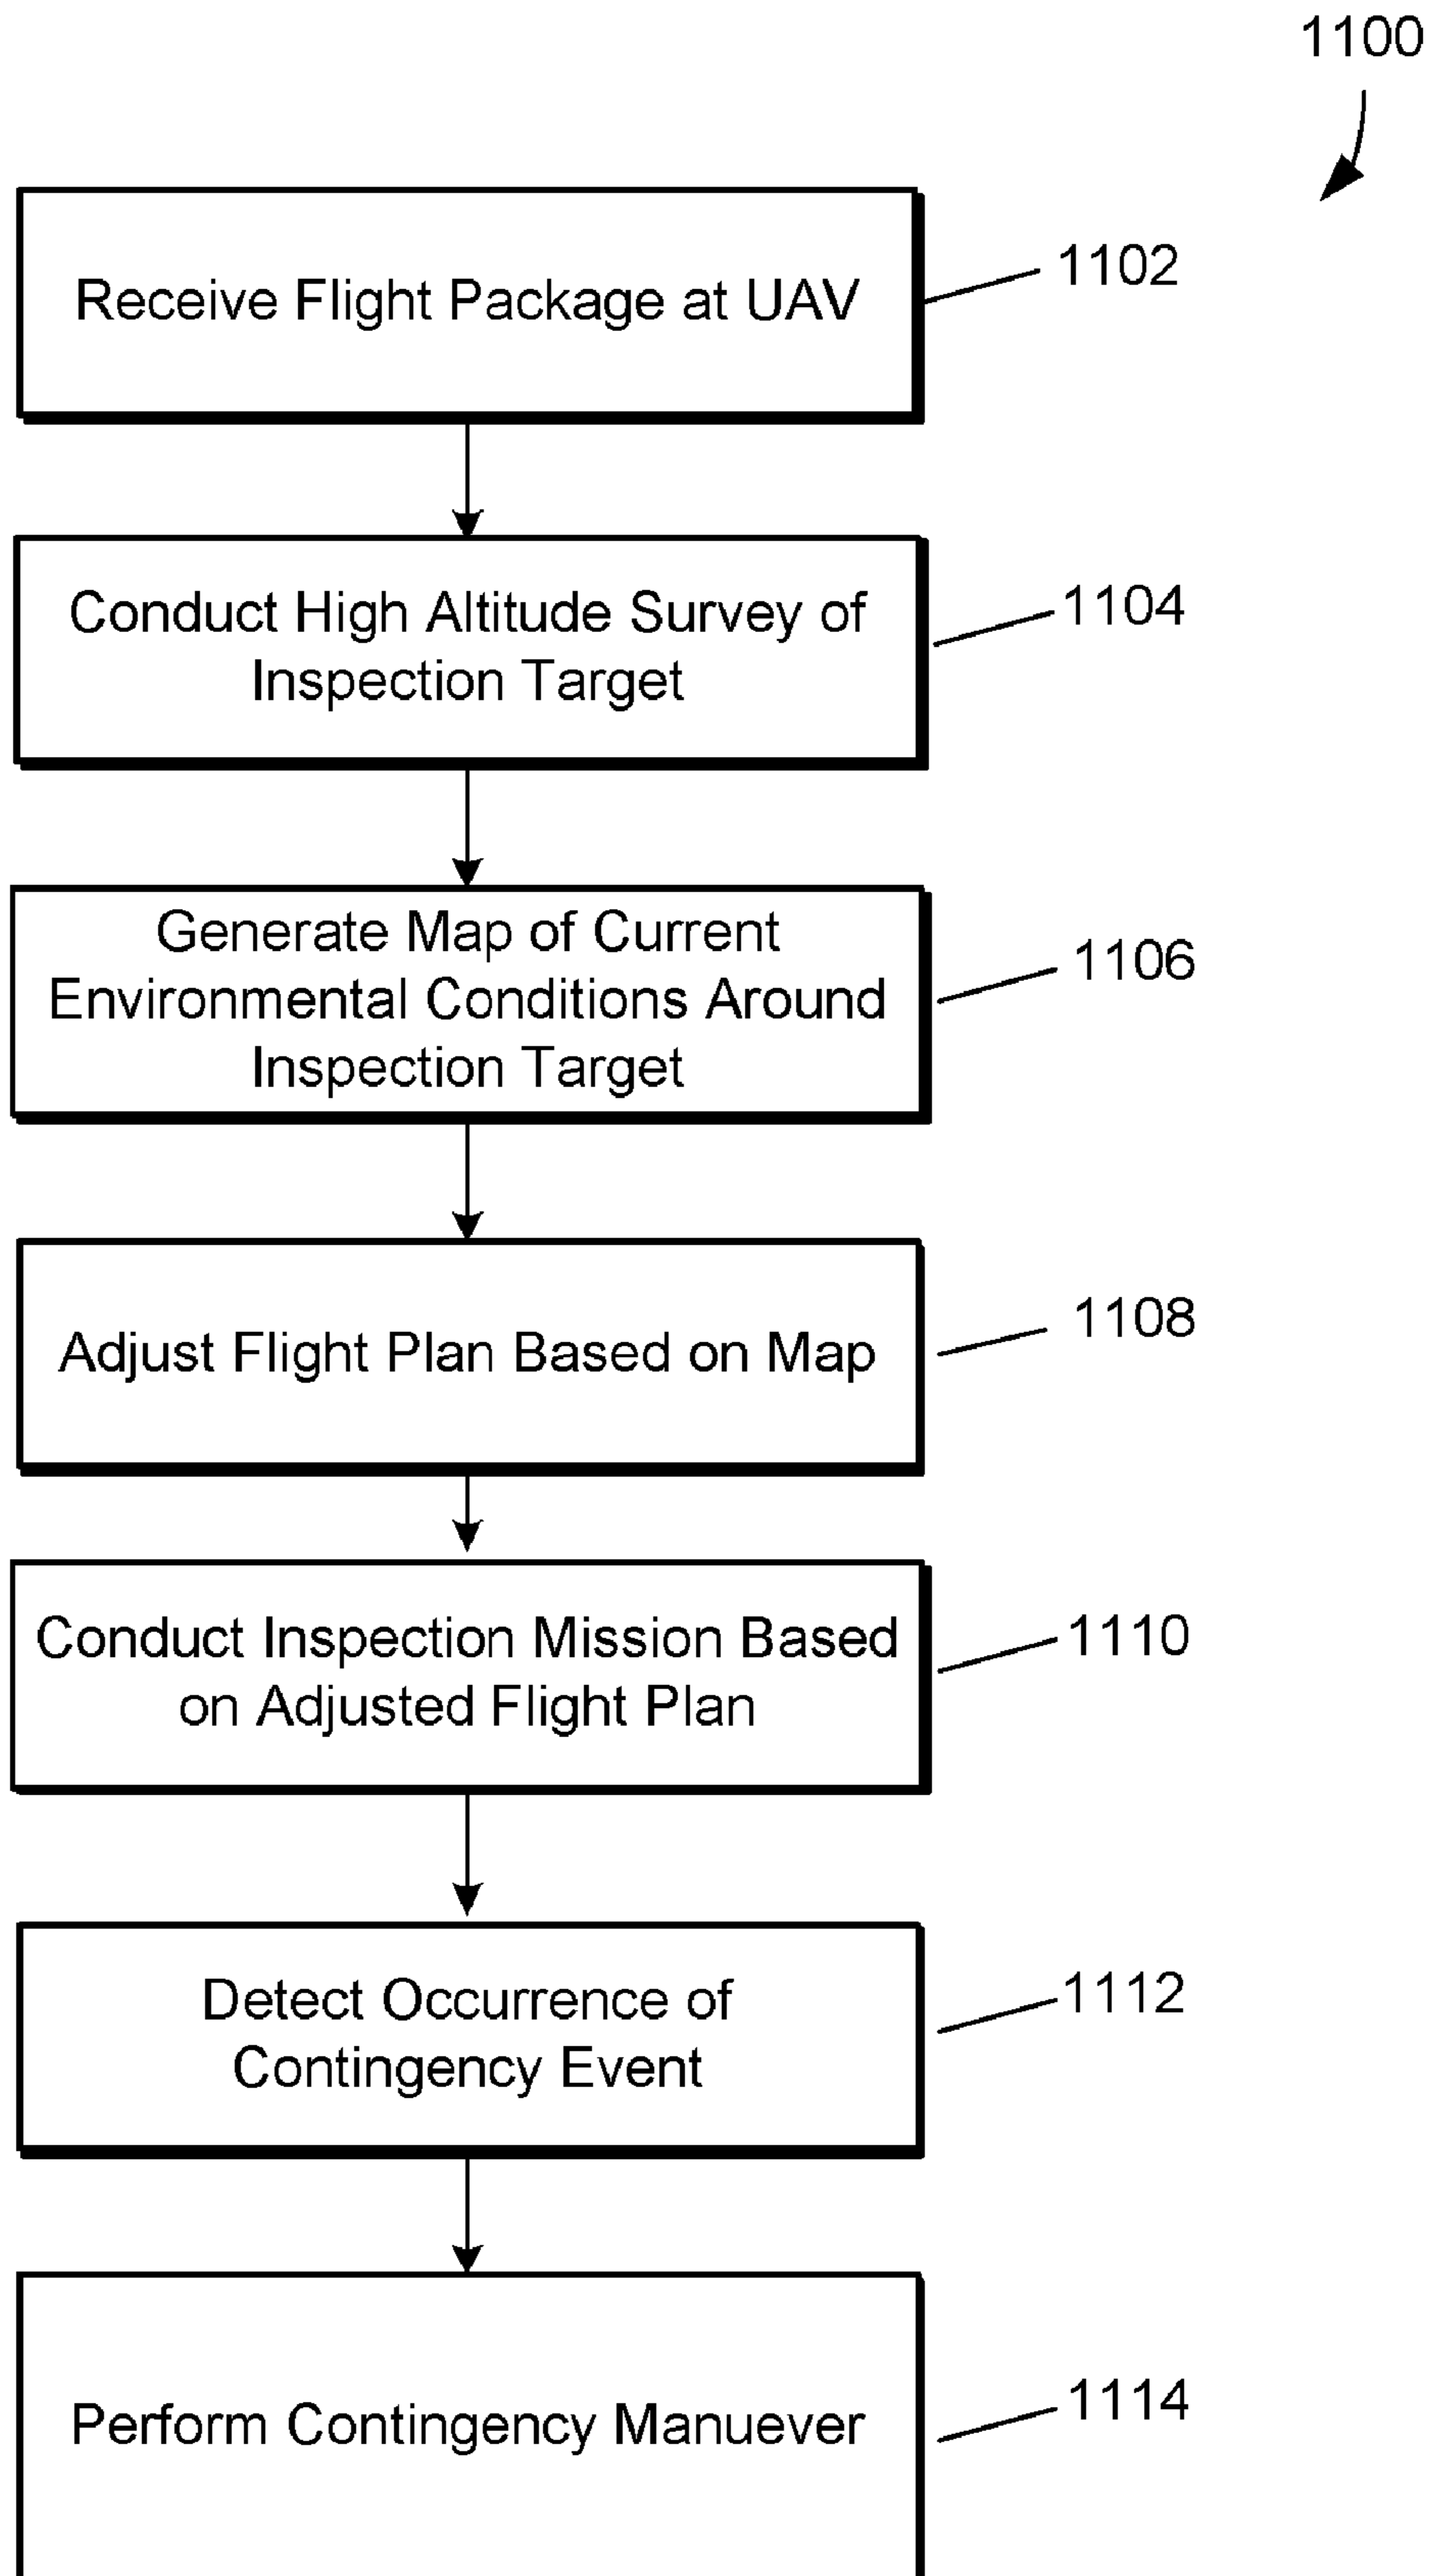 1100
Receive Flight Package at UAV
1102
Conduct High Altitude Survey of
Inspection Target
1104
Generate Map of Current
Environmental Conditions Around
Inspection Target
1106
Adjust Flight Plan Based on Map
1108
Conduct Inspection Mission Based
on Adjusted Flight Plan
1110
Detect Occurrence of
Contingency Event
1112
Perform Contingency Manuever
1114